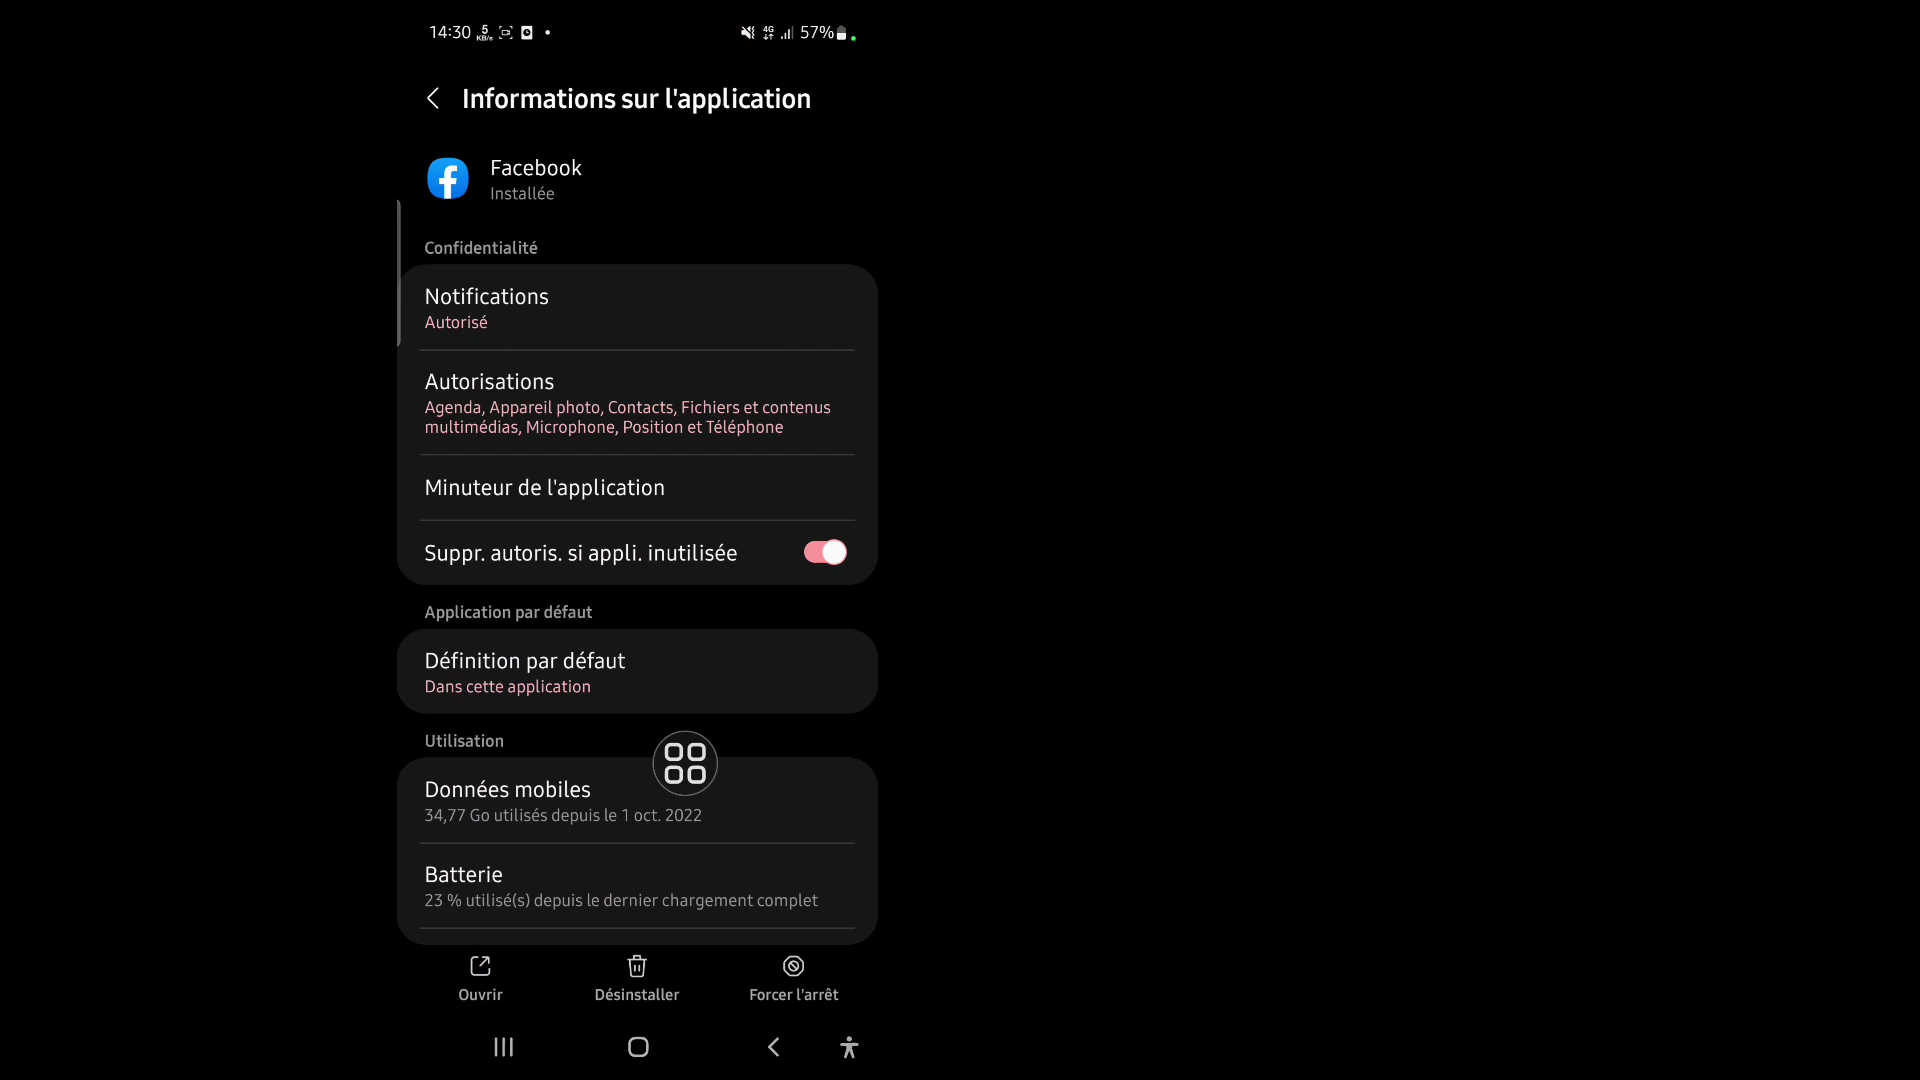 14:30 5 KB/s 4G 57%
Informations sur l'application
Facebook
Installée
Confidentialité
Notifications
Autorisé
Autorisations
Agenda, Appareil photo, Contacts, Fichiers et contenus
multimédias, Microphone, Position et Téléphone
Minuteur de l'application
Suppr. autoris. si appli. inutilisée
Application par défaut
Définition par défaut
Dans cette application
Utilisation
Données mobiles
34,77 Go utilisés depuis le 1 oct. 2022
Batterie
23 % utilisé(s) depuis le dernier chargement complet
Ouvrir Désinstaller Forcer l'arrêt